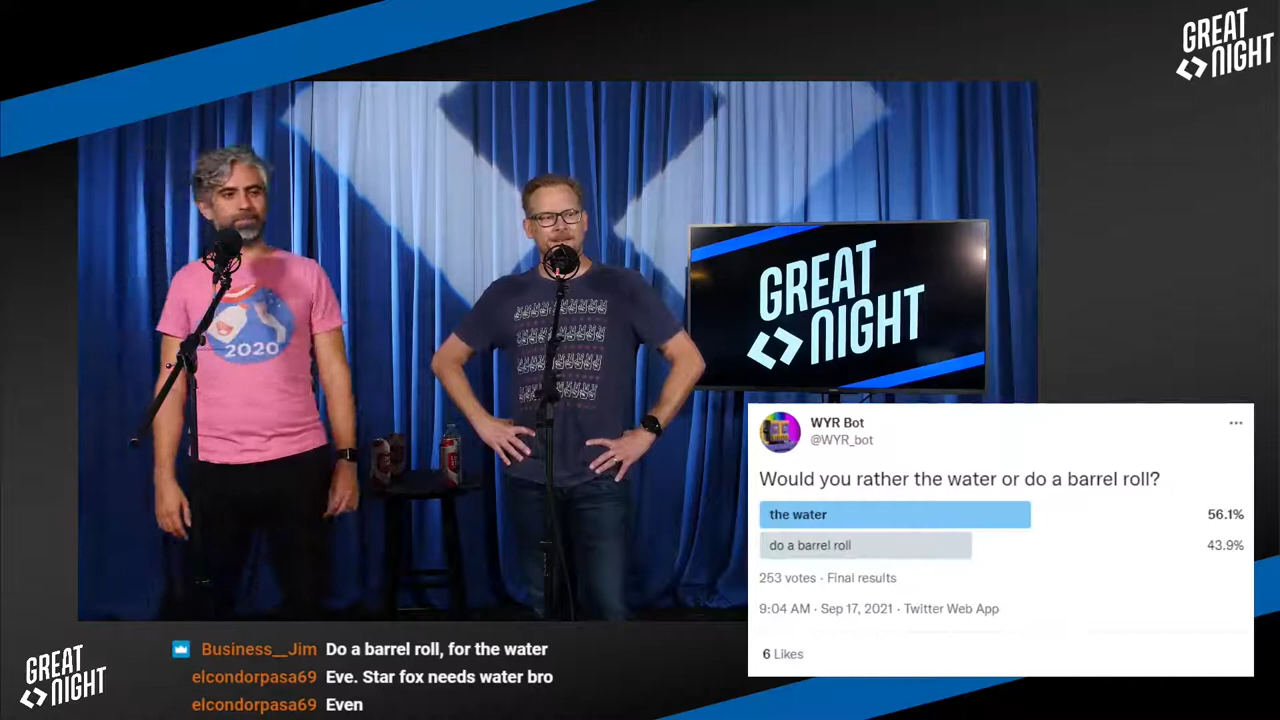 GREAT
NIGHT
2020
GREAT
NIGHT
WYR Bot
@WYR_bot
Would you rather the water or do a barrel roll?
the water 56.1%
do a barrel roll 43.9%
253 votes · Final results
9:04 AM · Sep 17, 2021 · Twitter Web App
6 Likes
Business__Jim Do a barrel roll, for the water
elcondorpasa69 Eve. Star fox needs water bro
elcondorpasa69 Even
GREAT
NIGHT